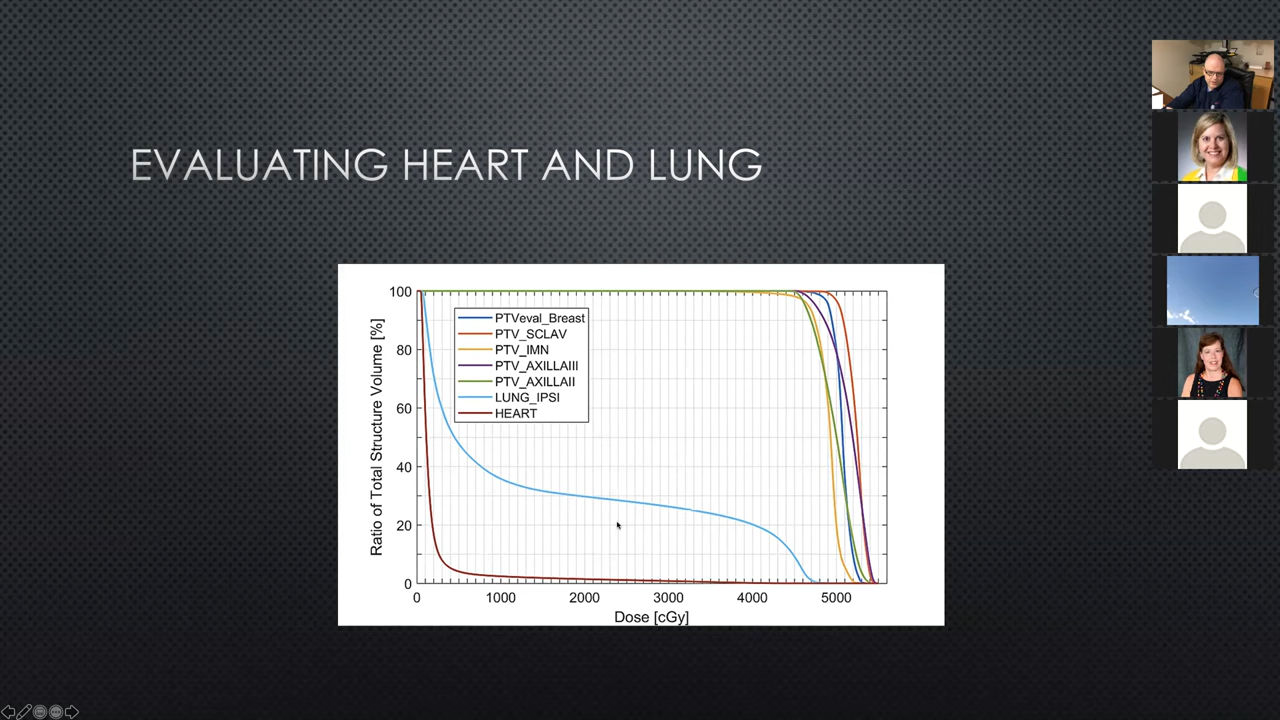 EVALUATING HEART AND LUNG
Ratio of Total Structure Volume [%]
100
80
60
40
20
0
PTVeval_Breast
PTV_SCLAV
PTV_IMN
PTV_AXILLAIII
PTV_AXILLAII
LUNG_IPSI
HEART
0 1000 2000 3000 4000 5000
Dose [cGy]